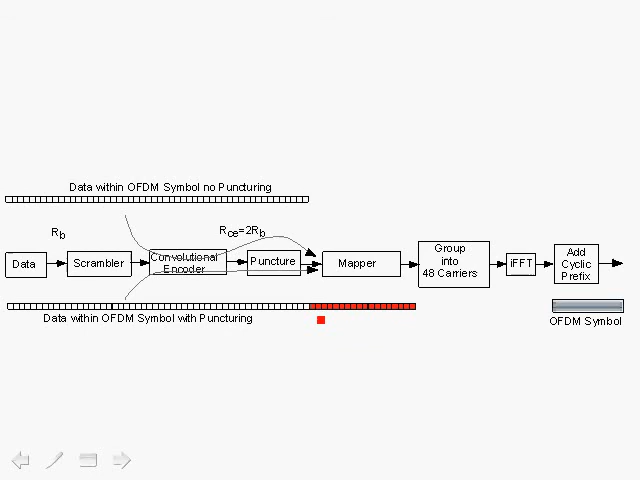 Data within OFDM Symbol no Puncturing
Rb
Rce=2Rb
Data
Scrambler
Convolutional
Encoder
Puncture
Mapper
Group
into
48 Carriers
iFFT
Add
Cyclic
Prefix
Data within OFDM Symbol with Puncturing
OFDM Symbol